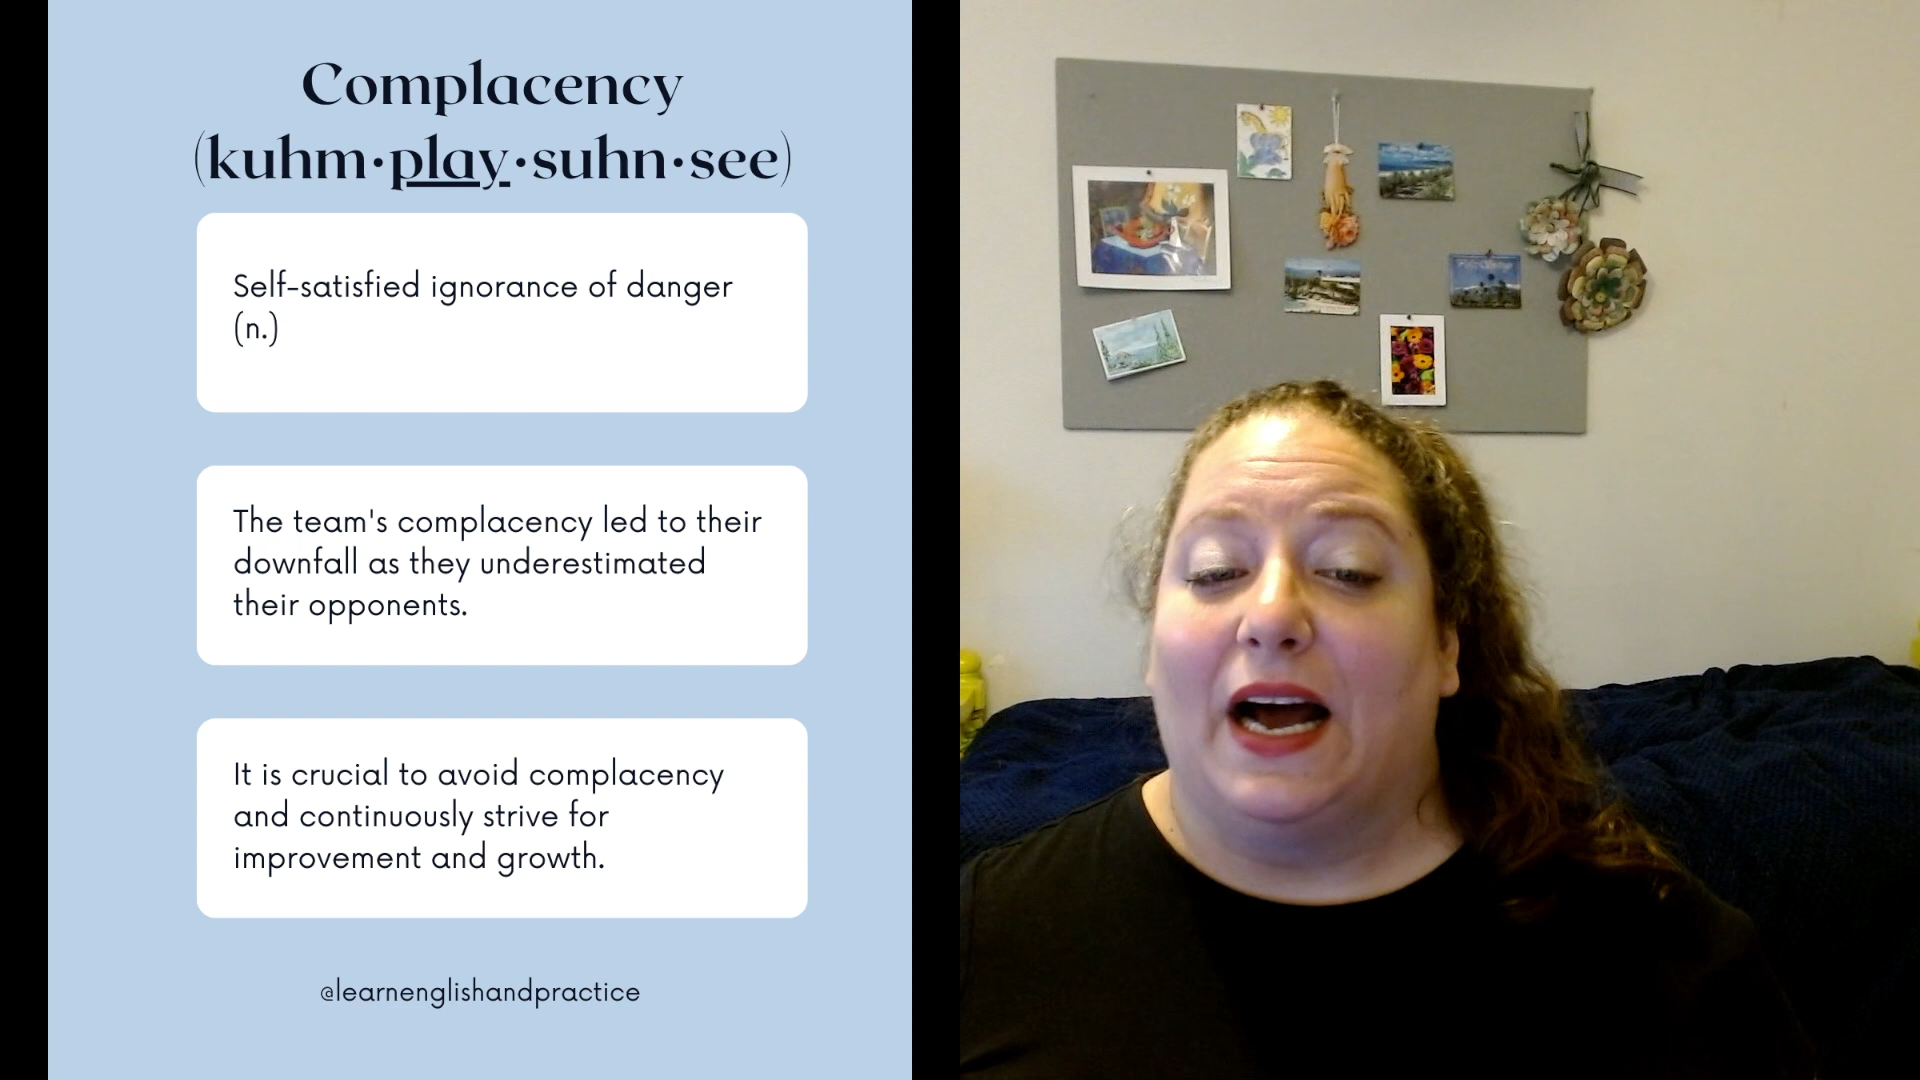 Complacency
(kuhm·play·suhn·see)
Self-satisfied ignorance of danger
(n.)
The team's complacency led to their
downfall as they underestimated
their opponents.
It is crucial to avoid complacency
and continuously strive for
improvement and growth.
@learnenglishandpractice